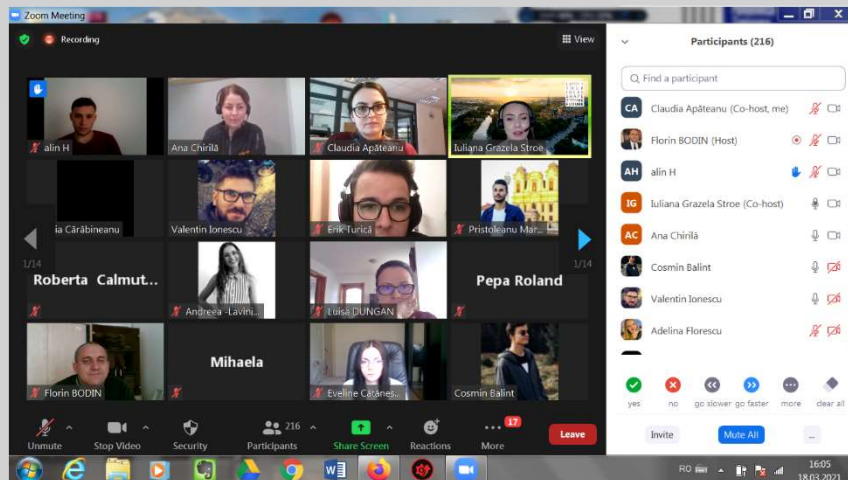 Zoom Meeting
Recording
View
alin H
Ana Chirilă
Claudia Apăteanu
Iuliana Grazela Stroe
ia Cărăbineanu
Valentin Ionescu
Erik Turică
Pristoleanu Mar...
1/14
1/14
Roberta Calmut...
Andreea -Lavini...
Luisa DUNGAN
Pepa Roland
Florin BODIN
Mihaela
Eveline Cătăneș...
Cosmin Balint
Unmute
Stop Video
Security
216
Participants
Share Screen
Reactions
17
More
Leave
Participants (216)
Find a participant
CA Claudia Apăteanu (Co-host, me)
Florin BODIN (Host)
AH alin H
IG Iuliana Grazela Stroe (Co-host)
AC Ana Chirilă
Cosmin Balint
Valentin Ionescu
Adelina Florescu
yes no go slower go faster more clear all
Invite Mute All ...
RO 16:05
18.03.2021